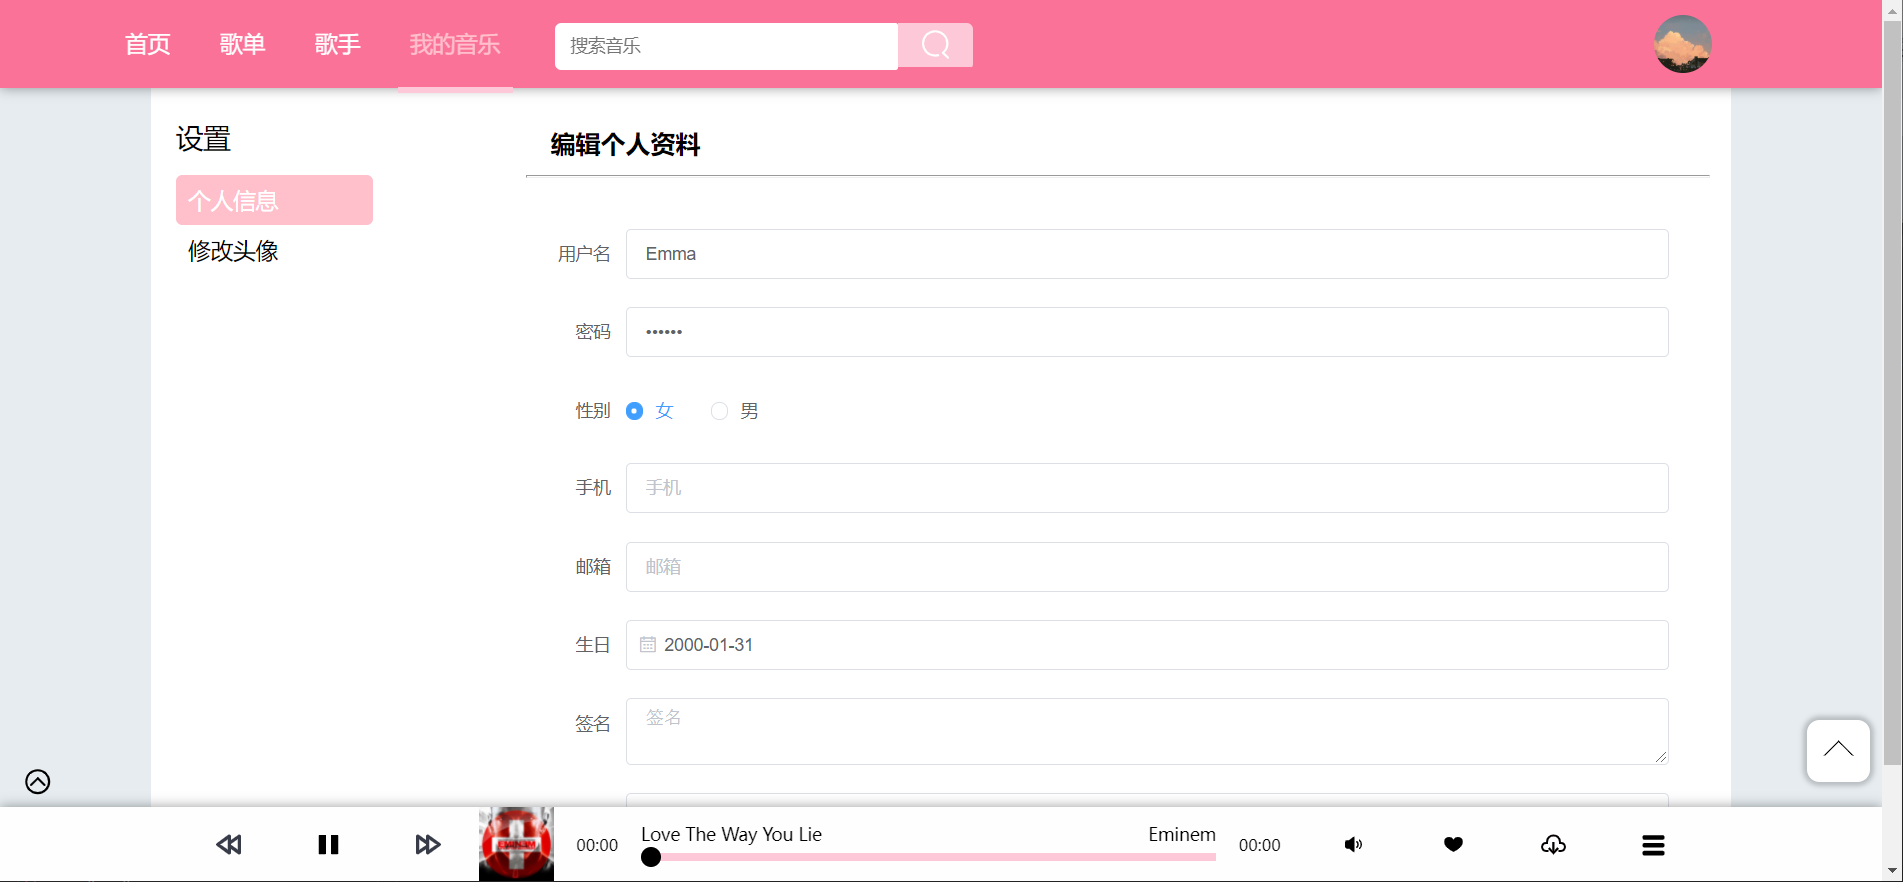 首页 歌单 歌手 我的音乐 搜索音乐
设置
个人信息
修改头像
编辑个人资料
用户名 Emma
密码 ••••••
性别 女 男
手机 手机
邮箱 邮箱
生日 2000-01-31
签名 签名
EMINEM
00:00 Love The Way You Lie Eminem 00:00